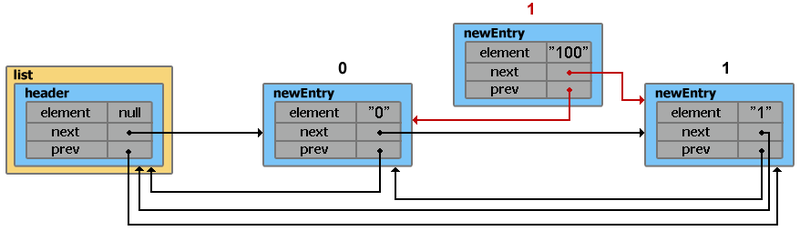 1
newEntry
element "100"
next
prev
list
header
element null
next
prev
0
newEntry
element "0"
next
prev
1
newEntry
element "1"
next
prev